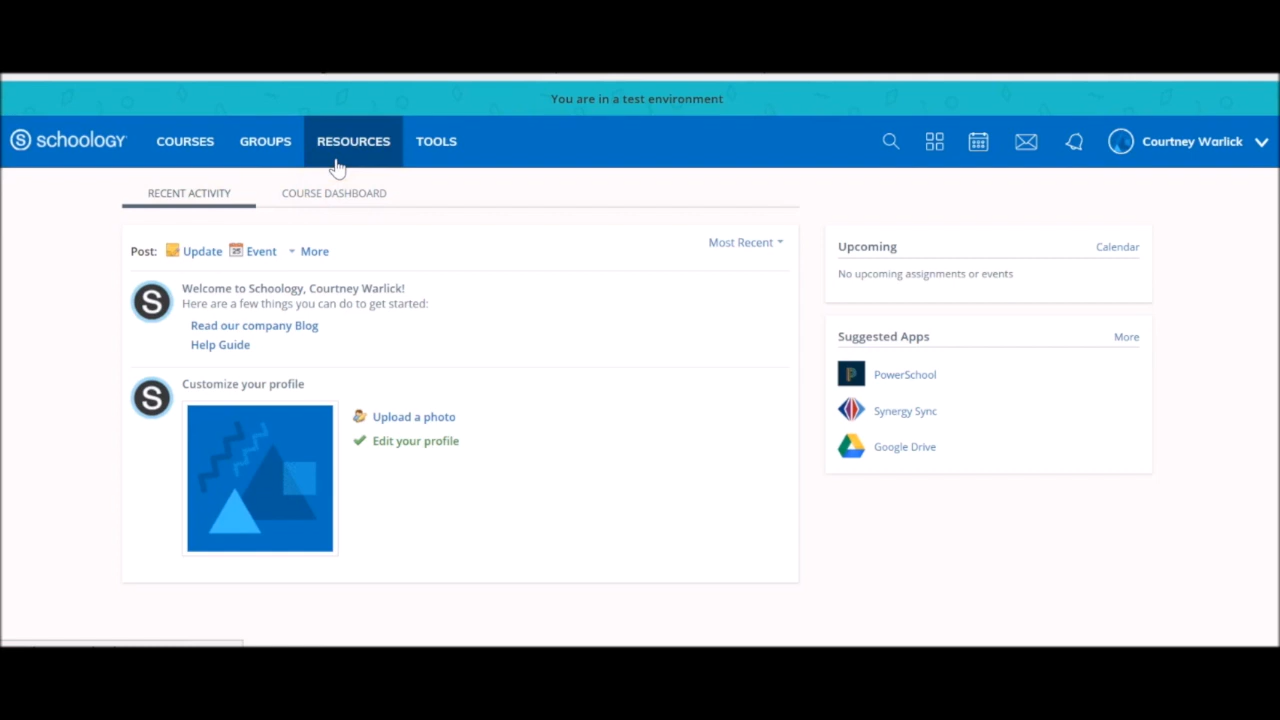 You are in a test environment
S schoology COURSES GROUPS RESOURCES TOOLS Courtney Warlick
RECENT ACTIVITY COURSE DASHBOARD
Post: Update 25 Event More Most Recent
S Welcome to Schoology, Courtney Warlick!
Here are a few things you can do to get started:
Read our company Blog
Help Guide
S Customize your profile
Upload a photo
Edit your profile
Upcoming Calendar
No upcoming assignments or events
Suggested Apps More
P PowerSchool
Synergy Sync
Google Drive